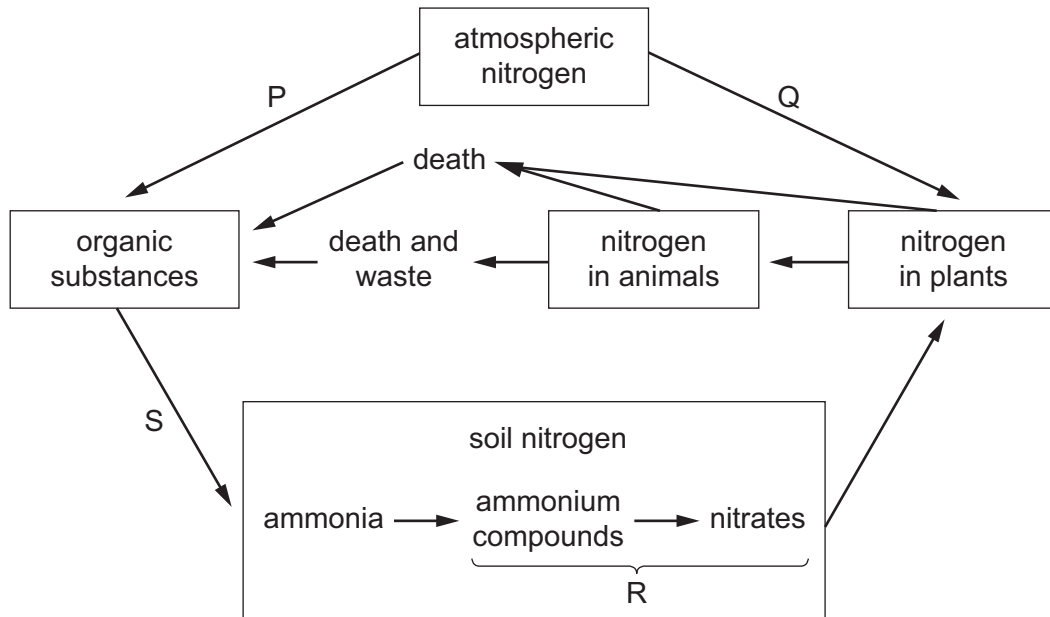 atmospheric
nitrogen
P
Q
death
organic
substances
death and
waste
nitrogen
in animals
nitrogen
in plants
S
soil nitrogen
ammonia
ammonium
compounds
nitrates
R